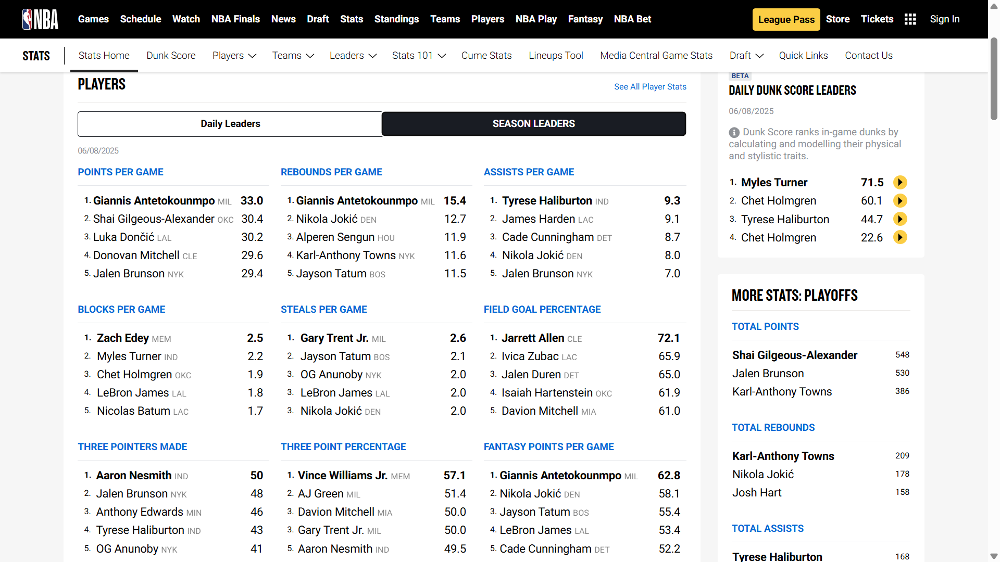 NBA
Games Schedule Watch NBA Finals News Draft Stats Standings Teams Players NBA Play Fantasy NBA Bet League Pass Store Tickets Sign In
STATS Stats Home Dunk Score Players Teams Leaders Stats 101 Cume Stats Lineups Tool Media Central Game Stats Draft Quick Links Contact Us
PLAYERS
See All Player Stats
Daily Leaders SEASON LEADERS
06/08/2025
POINTS PER GAME
1. Giannis Antetokounmpo MIL 33.0
2. Shai Gilgeous-Alexander OKC 30.4
3. Luka Dončić LAL 30.2
4. Donovan Mitchell CLE 29.6
5. Jalen Brunson NYK 29.4
REBOUNDS PER GAME
1. Giannis Antetokounmpo MIL 15.4
2. Nikola Jokić DEN 12.7
3. Alperen Sengun HOU 11.9
4. Karl-Anthony Towns NYK 11.6
5. Jayson Tatum BOS 11.5
ASSISTS PER GAME
1. Tyrese Haliburton IND 9.3
2. James Harden LAC 9.1
3. Cade Cunningham DET 8.7
4. Nikola Jokić DEN 8.0
5. Jalen Brunson NYK 7.0
BLOCKS PER GAME
1. Zach Edey MEM 2.5
2. Myles Turner IND 2.2
3. Chet Holmgren OKC 1.9
4. LeBron James LAL 1.8
5. Nicolas Batum LAC 1.7
STEALS PER GAME
1. Gary Trent Jr. MIL 2.6
2. Jayson Tatum BOS 2.1
3. OG Anunoby NYK 2.0
3. LeBron James LAL 2.0
3. Nikola Jokić DEN 2.0
FIELD GOAL PERCENTAGE
1. Jarrett Allen CLE 72.1
2. Ivica Zubac LAC 65.9
3. Jalen Duren DET 65.0
4. Isaiah Hartenstein OKC 61.9
5. Davion Mitchell MIA 61.0
THREE POINTERS MADE
1. Aaron Nesmith IND 50
2. Jalen Brunson NYK 48
3. Anthony Edwards MIN 46
4. Tyrese Haliburton IND 43
5. OG Anunoby NYK 41
THREE POINT PERCENTAGE
1. Vince Williams Jr. MEM 57.1
2. AJ Green MIL 51.4
3. Davion Mitchell MIA 50.0
3. Gary Trent Jr. MIL 50.0
5. Aaron Nesmith IND 49.5
FANTASY POINTS PER GAME
1. Giannis Antetokounmpo MIL 62.8
2. Nikola Jokić DEN 58.1
3. Jayson Tatum BOS 55.4
4. LeBron James LAL 53.4
5. Cade Cunningham DET 52.2
BETA
DAILY DUNK SCORE LEADERS
06/08/2025
Dunk Score ranks in-game dunks by
calculating and modelling their physical
and stylistic traits.
1. Myles Turner 71.5
2. Chet Holmgren 60.1
3. Tyrese Haliburton 44.7
4. Chet Holmgren 22.6
MORE STATS: PLAYOFFS
TOTAL POINTS
Shai Gilgeous-Alexander 548
Jalen Brunson 530
Karl-Anthony Towns 386
TOTAL REBOUNDS
Karl-Anthony Towns 209
Nikola Jokić 178
Josh Hart 158
TOTAL ASSISTS
Tyrese Haliburton 168